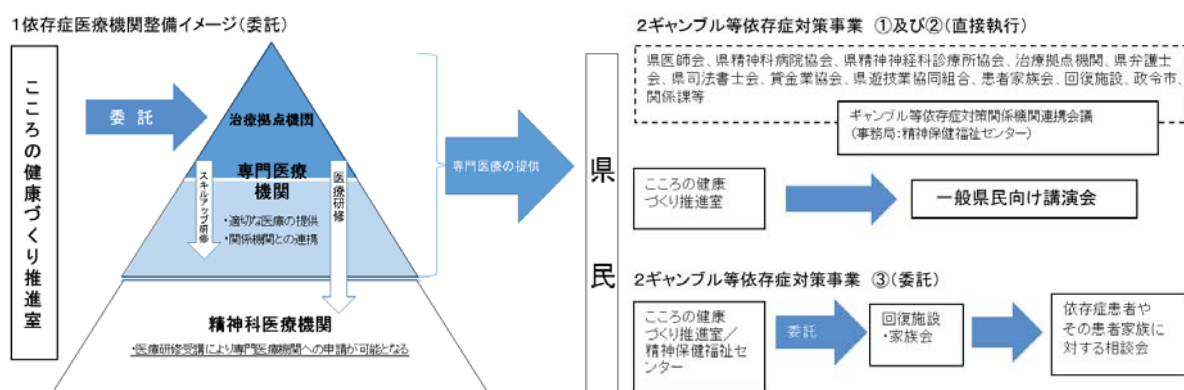 1依存症医療機関整備イメージ(委託)
こころの健康づくり推進室
委 託
治療拠点機関
専門医療
機関
・適切な医療の提供
・関係機関との連携
スキルアップ研修
医療研修
精神科医療機関
・医療研修受講により専門医療機関への申請が可能となる
専門医療の提供
県民
2ギャンブル等依存症対策事業 ①及び②(直接執行)
県医師会、県精神科病院協会、県精神神経科診療所協会、治療拠点機関、県弁護士
会、県司法書士会、貸金業協会、県遊技業協同組合、患者家族会、回復施設、政令市、
関係課等
ギャンブル等依存症対策関係機関連携会議
(事務局:精神保健福祉センター)
こころの健康
づくり推進室
一般県民向け講演会
2ギャンブル等依存症対策事業 ③(委託)
こころの健康
づくり推進室/
精神保健福祉セ
ンター
委託
回復施設
・家族会
依存症患者や
その患者家族に
対する相談会